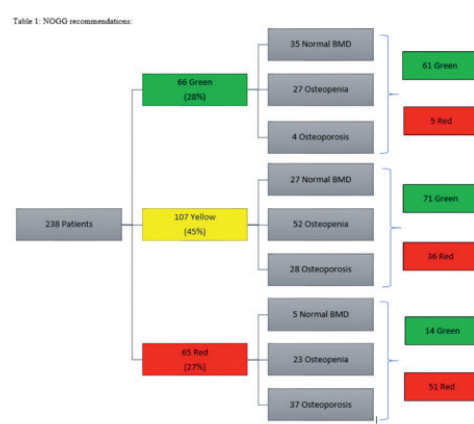 Table 1: NOGG recommendations:
238 Patients
66 Green
(28%)
35 Normal BMD
27 Osteopenia
4 Osteoporosis
61 Green
5 Red
107 Yellow
(45%)
27 Normal BMD
52 Osteopenia
28 Osteoporosis
71 Green
36 Red
65 Red
(27%)
5 Normal BMD
23 Osteopenia
37 Osteoporosis
14 Green
51 Red